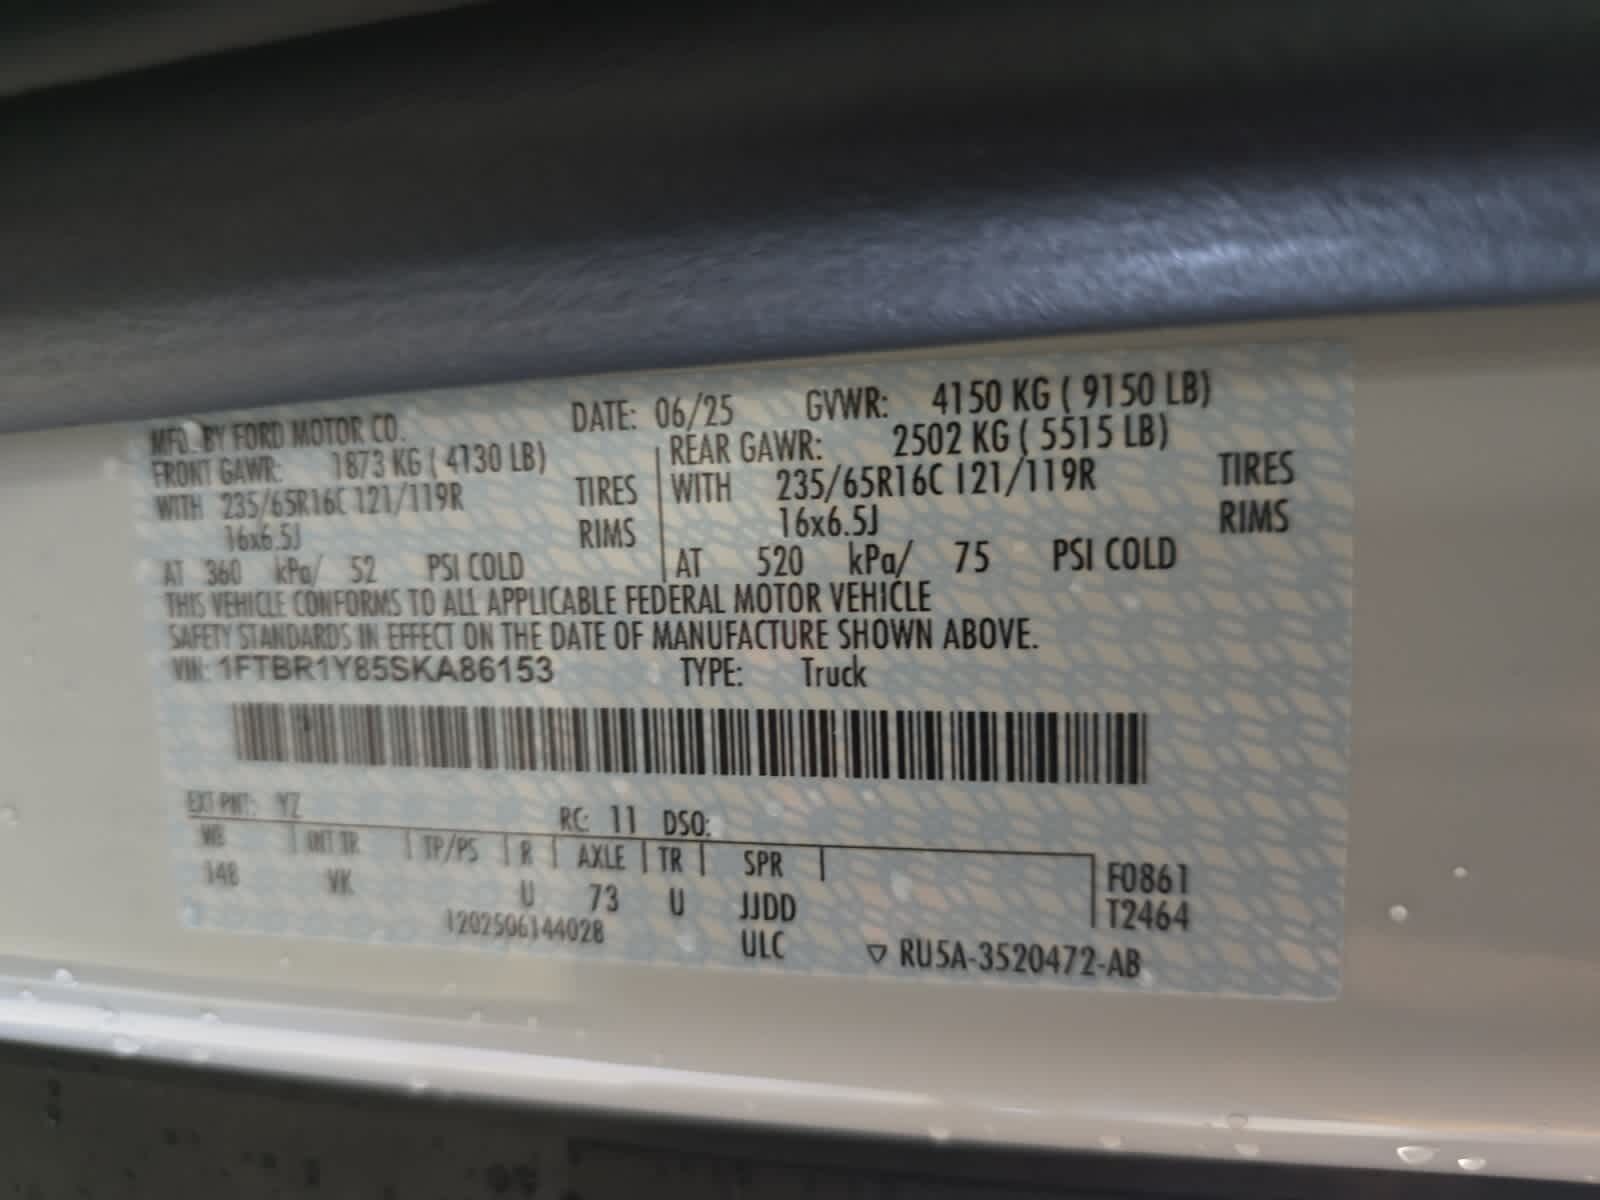 MFD. BY FORD MOTOR CO. DATE: 06/25 GVWR: 4150 KG ( 9150 LB)
FRONT GAWR: 1873 KG ( 4130 LB) REAR GAWR: 2502 KG ( 5515 LB)
WITH 235/65R16C 121/119R TIRES WITH 235/65R16C 121/119R TIRES
16x6.5J RIMS 16x6.5J RIMS
AT 360 kPa/ 52 PSI COLD AT 520 kPa/ 75 PSI COLD
THIS VEHICLE CONFORMS TO ALL APPLICABLE FEDERAL MOTOR VEHICLE
SAFETY STANDARDS IN EFFECT ON THE DATE OF MANUFACTURE SHOWN ABOVE.
VIN: 1FTBR1Y85SKA86153 TYPE: Truck
EXT PNT: YZ RC: 11 DSO:
WB INT TR TP/PS R AXLE TR SPR F0861
148 VK U 73 U JJDD T2464
1202506144028 ULC ▽ RU5A-3520472-AB